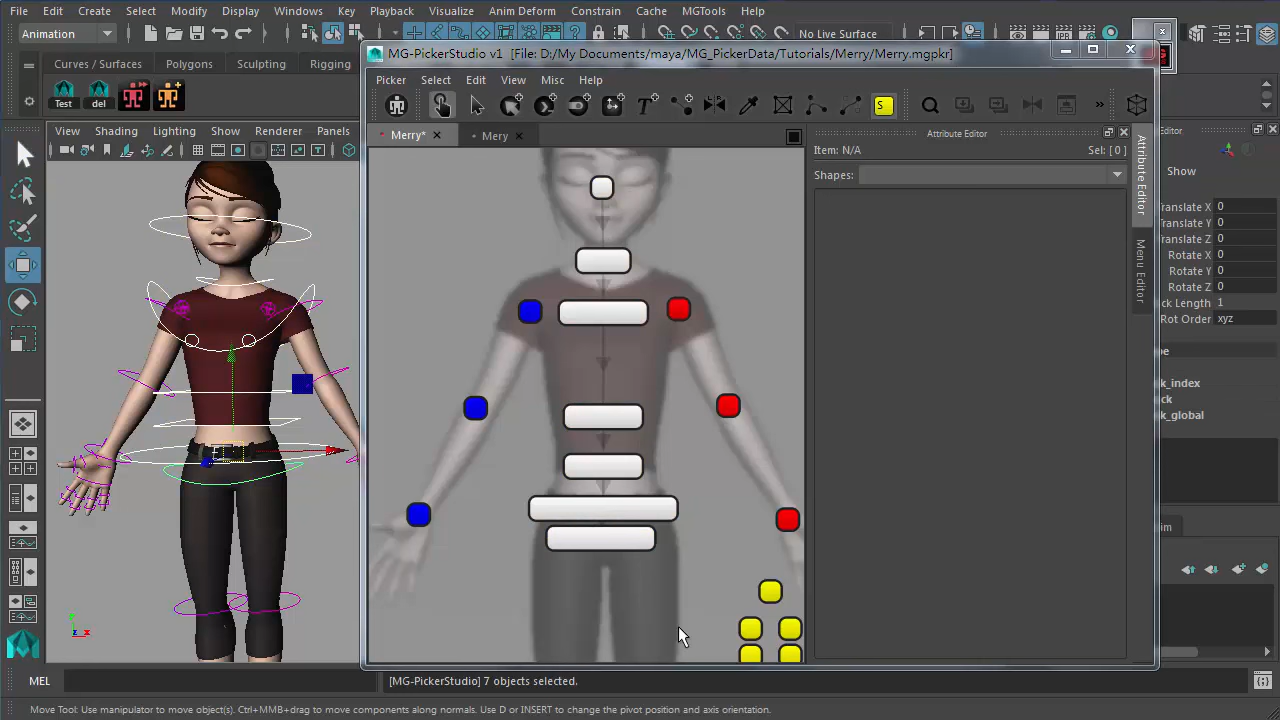 File Edit Create Select Modify Display Windows Key Playback Visualize Anim Deform Constrain Cache MGTools Help
Animation
No Live Surface
MG-PickerStudio v1 [File: D:/My Documents/maya/MG_PickerData/Tutorials/Merry/Merry.mgpkr]
Curves / Surfaces Polygons Sculpting Rigging
Picker Select Edit View Misc Help
Test del
S
View Shading Lighting Show Renderer Panels
Merry* Merry
Attribute Editor
Editor
Item: N/A Sel: [ 0 ]
Shapes:
Attribute Editor
Menu Editor
Show
Translate X 0
Translate Y 0
Translate Z 0
Rotate X 0
Rotate Y 0
Rotate Z 0
ck Length 1
Rot Order xyz
pe
k_index
ck
k_global
im
MEL
[MG-PickerStudio] 7 objects selected.
Move Tool: Use manipulator to move object(s). Ctrl+MMB+drag to move components along normals. Use D or INSERT to change the pivot position and axis orientation.